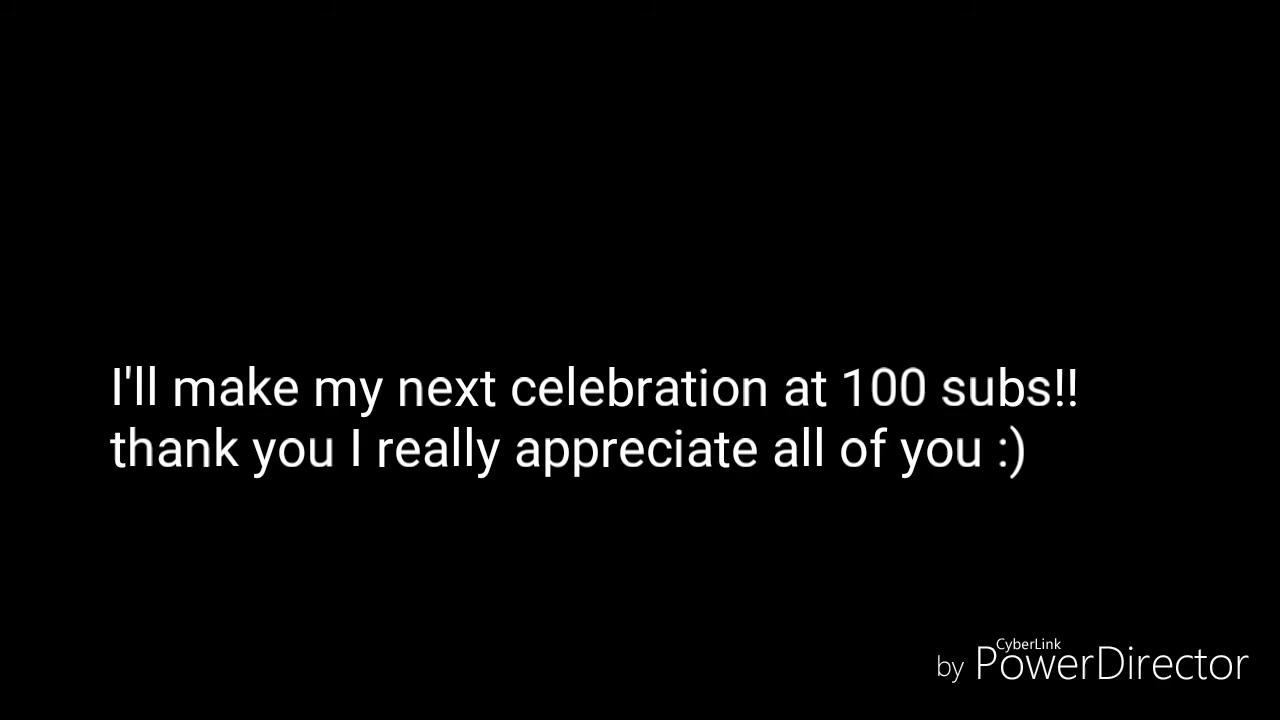 I'll make my next celebration at 100 subs!!
thank you I really appreciate all of you :)
CyberLink
by PowerDirector